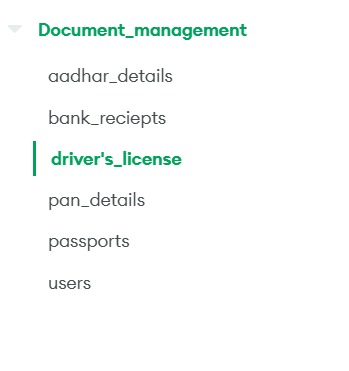 Document_management
aadhar_details
bank_reciepts
driver's_license
pan_details
passports
users